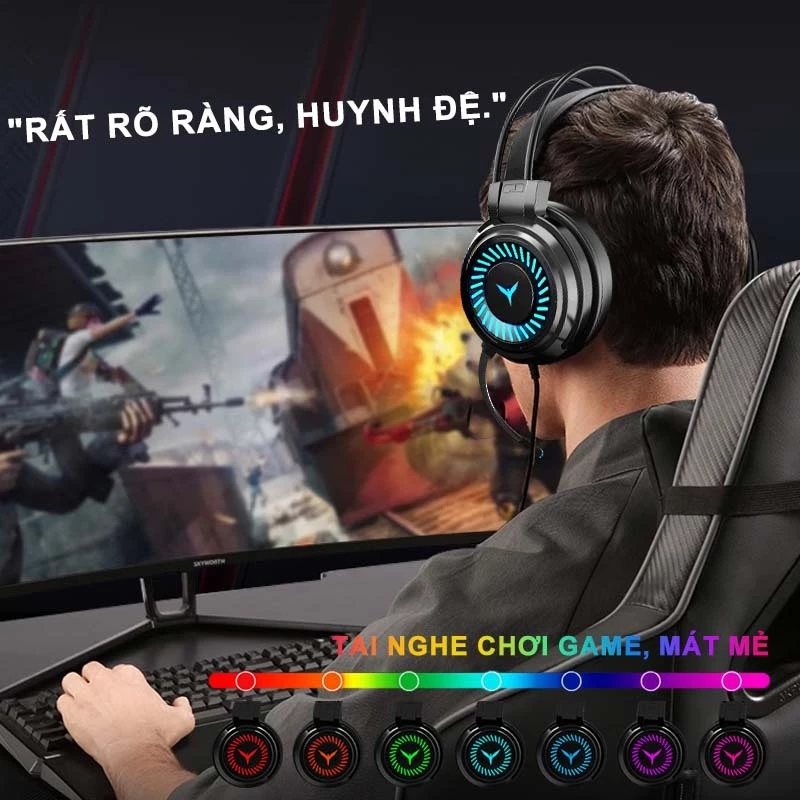 "RẤT RÕ RÀNG, HUYNH ĐỆ."
SKYWORTH
TAI NGHE CHƠI GAME, MÁT MẺ